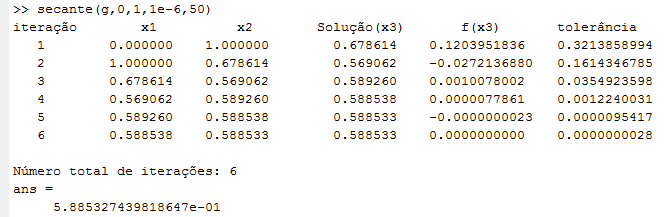 >> secante(g,0,1,1e-6,50)
iteração x1 x2 Solução(x3) f(x3) tolerância
1 0.000000 1.000000 0.678614 0.1203951836 0.3213858994
2 1.000000 0.678614 0.569062 -0.0272136880 0.1614346785
3 0.678614 0.569062 0.589260 0.0010078002 0.0354923598
4 0.569062 0.589260 0.588538 0.0000077861 0.0012240031
5 0.589260 0.588538 0.588533 -0.0000000023 0.0000095417
6 0.588538 0.588533 0.588533 0.0000000000 0.0000000028
Número total de iterações: 6
ans =
5.885327439818647e-01